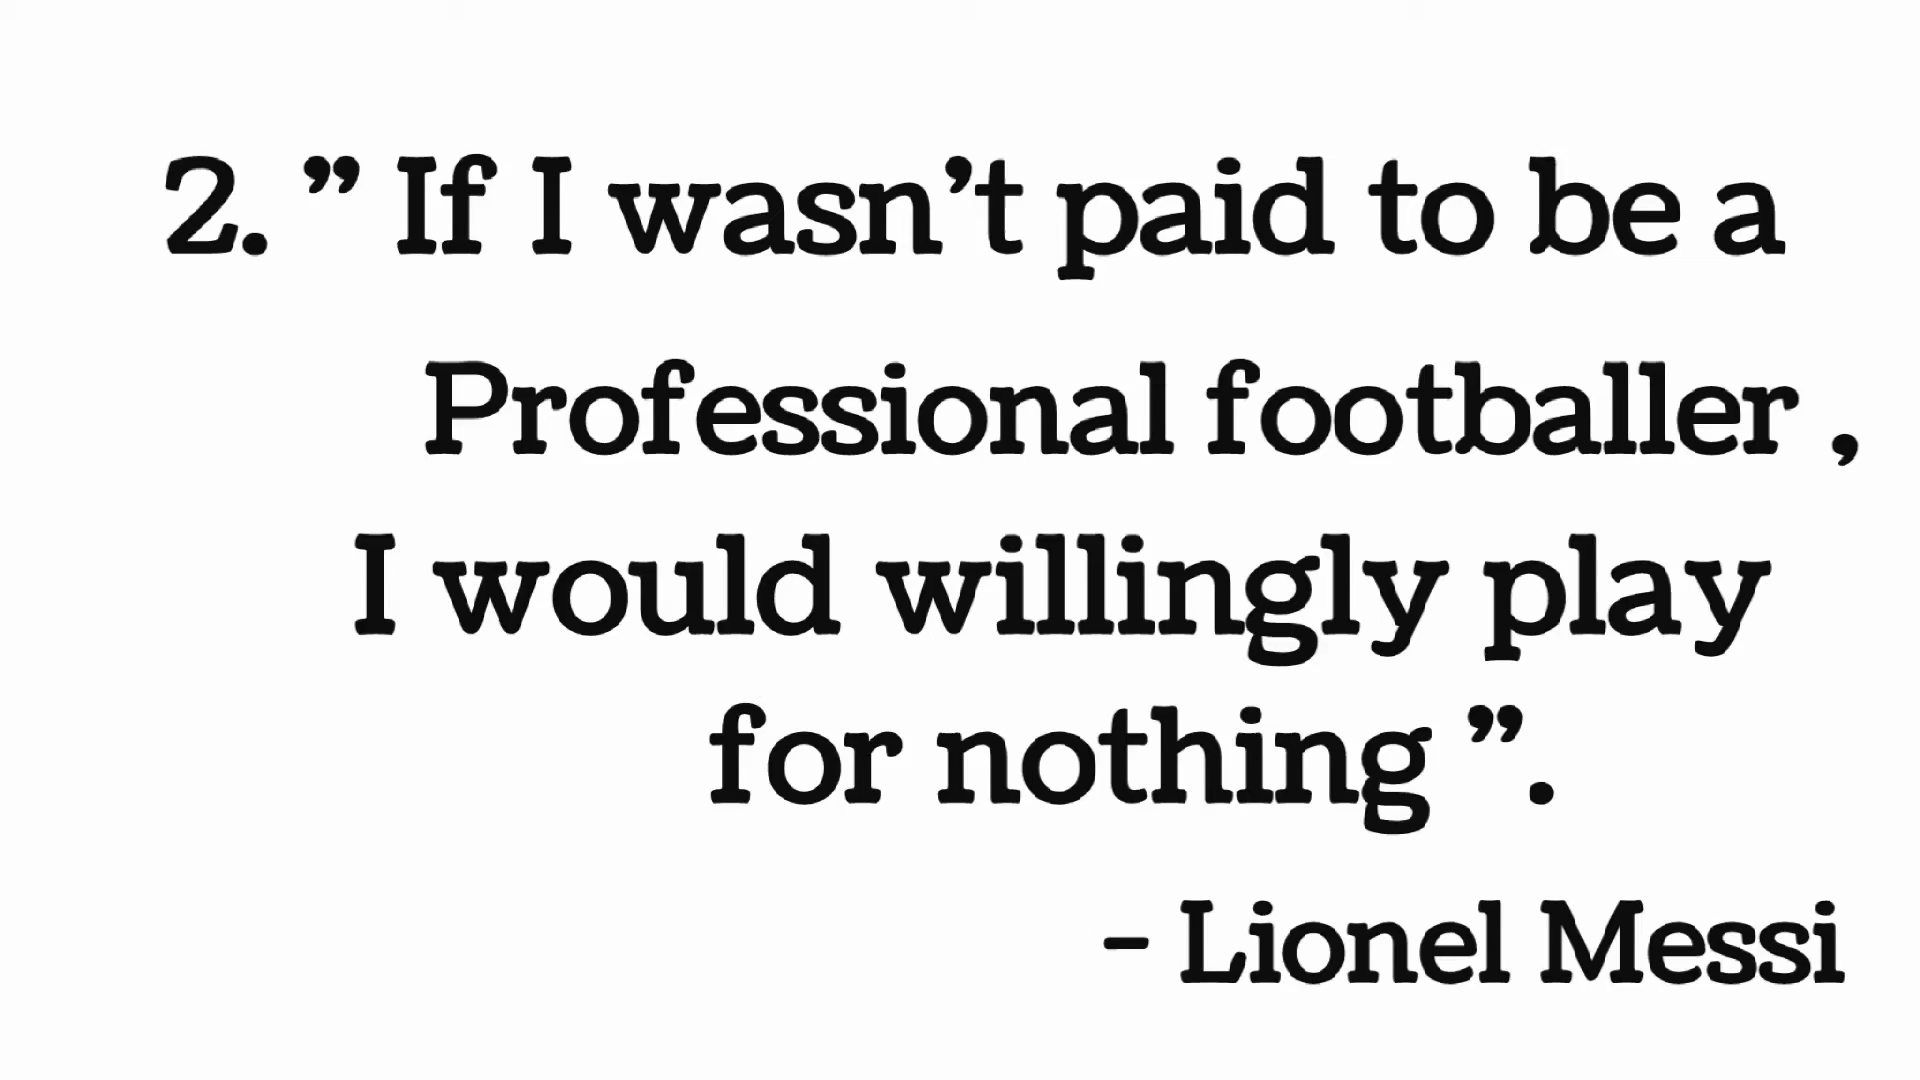 2. ” If I wasn’t paid to be a
Professional footballer ,
I would willingly play
for nothing ”.
- Lionel Messi